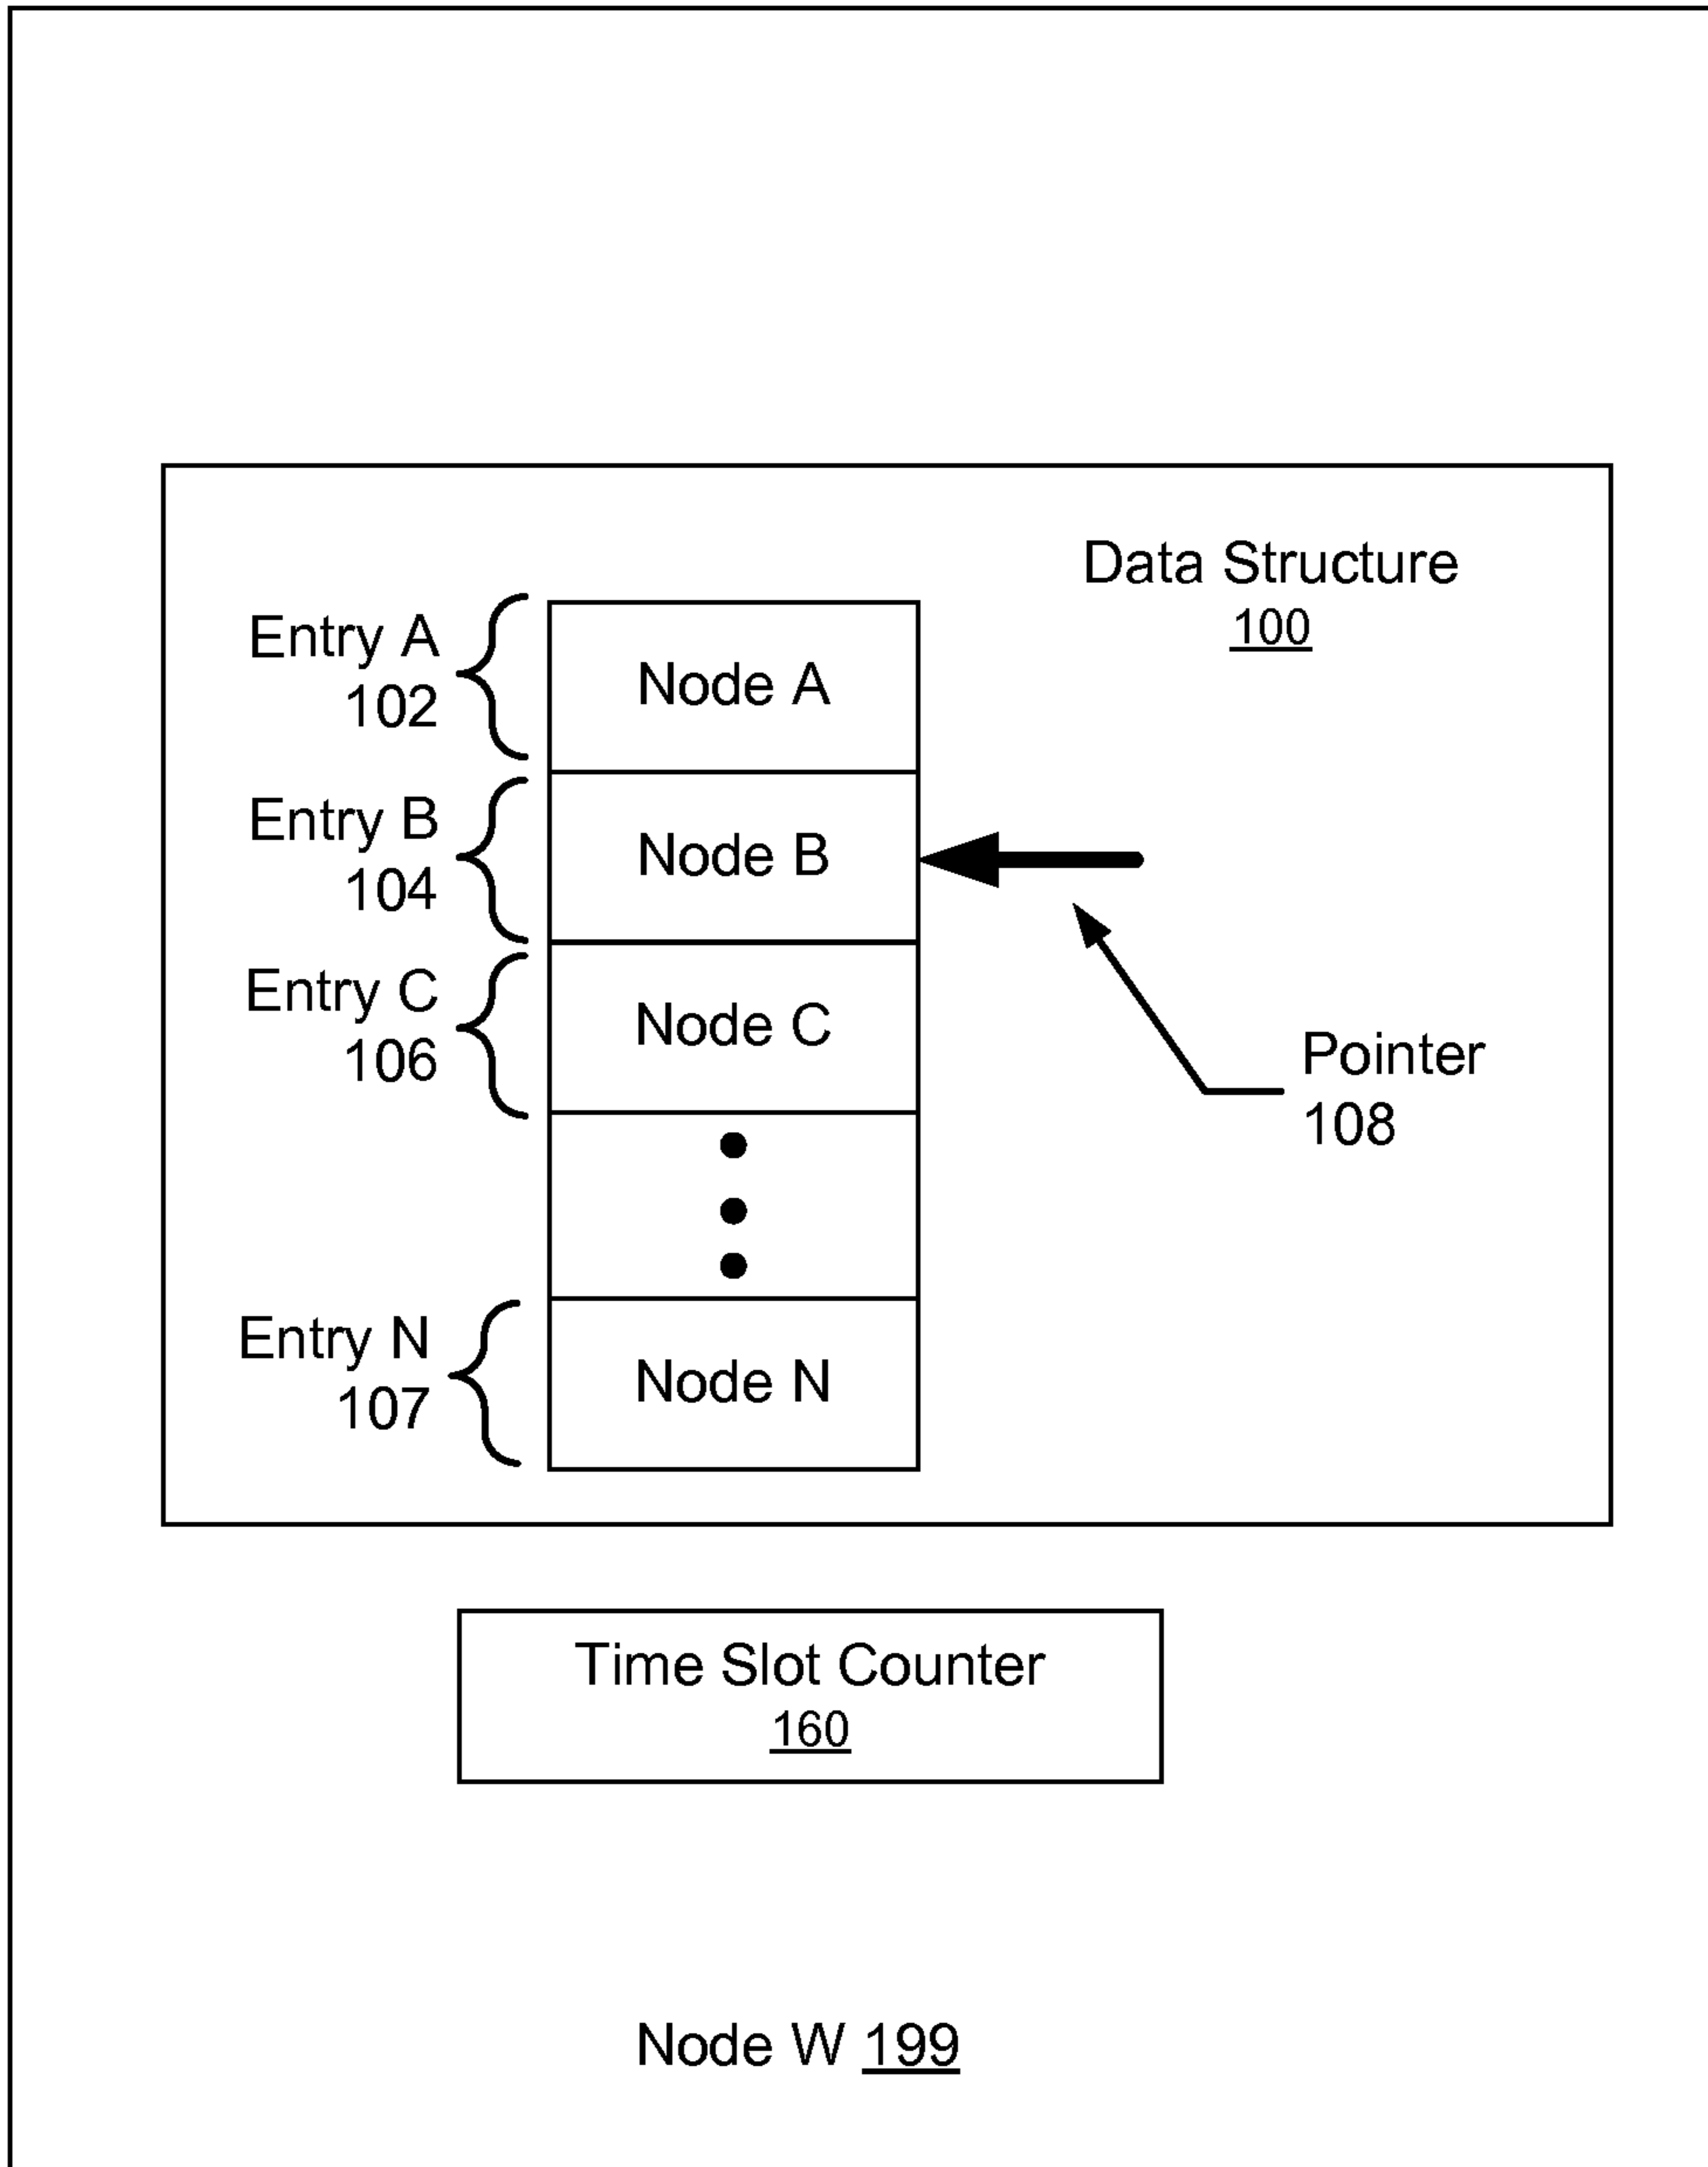 Data Structure
100
Entry A
102
Node A
Entry B
104
Node B
Entry C
106
Node C
Pointer
108
Entry N
107
Node N
Time Slot Counter
160
Node W 199